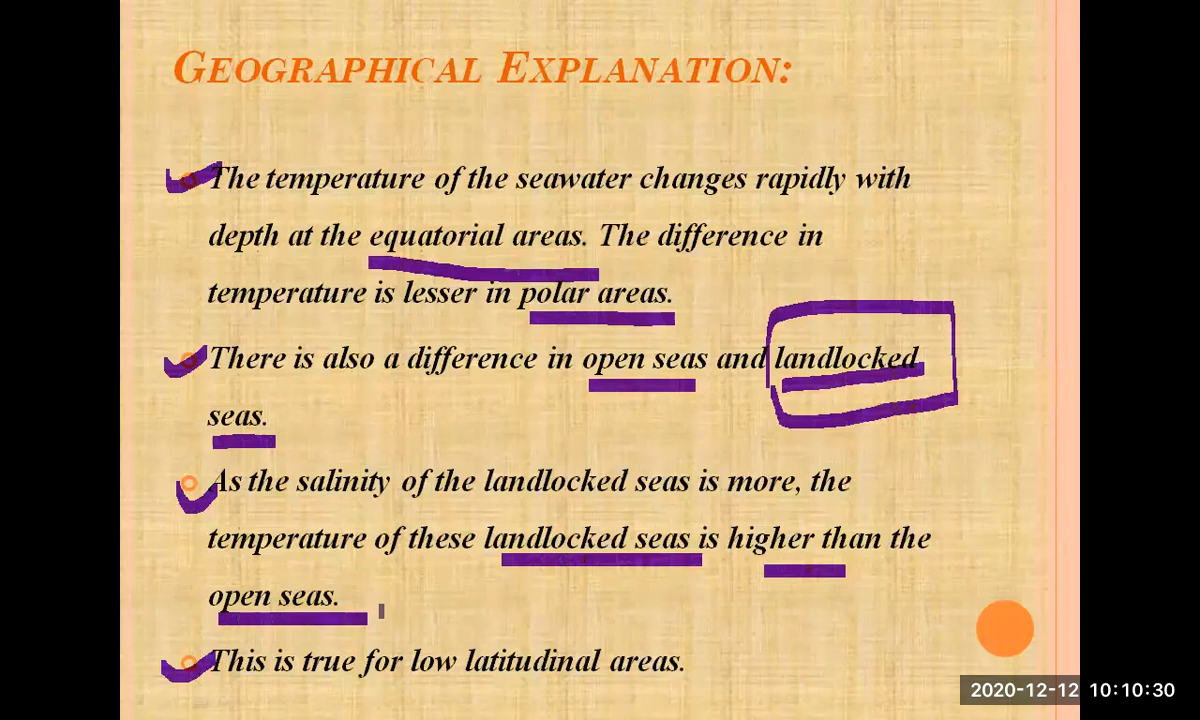 GEOGRAPHICAL EXPLANATION:
The temperature of the seawater changes rapidly with
depth at the equatorial areas. The difference in
temperature is lesser in polar areas.
There is also a difference in open seas and landlocked
seas.
As the salinity of the landlocked seas is more, the
temperature of these landlocked seas is higher than the
open seas.
This is true for low latitudinal areas.
2020-12-12 10:10:30